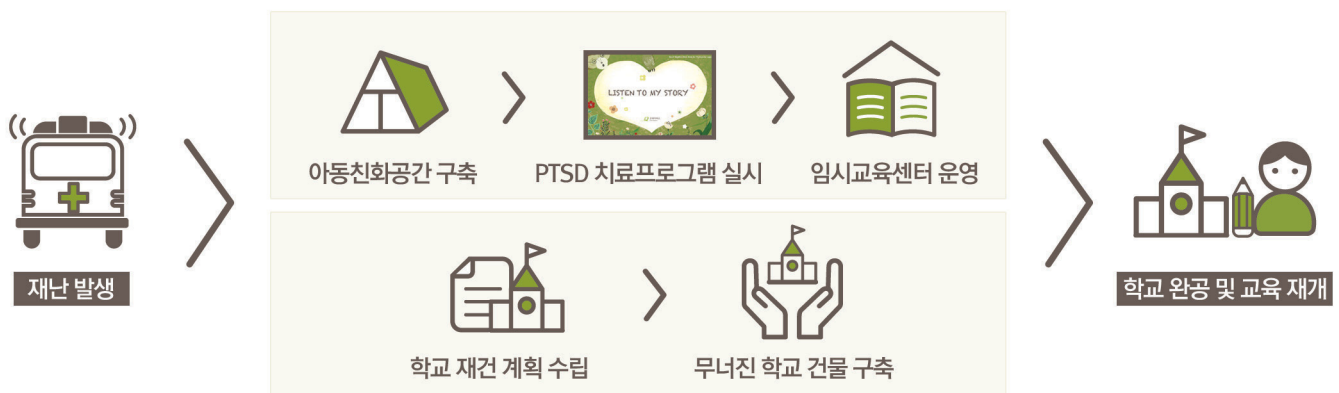 재난 발생
LISTEN TO MY STORY
아동친화공간 구축
PTSD 치료프로그램 실시
임시교육센터 운영
학교 재건 계획 수립
무너진 학교 건물 구축
학교 완공 및 교육 재개